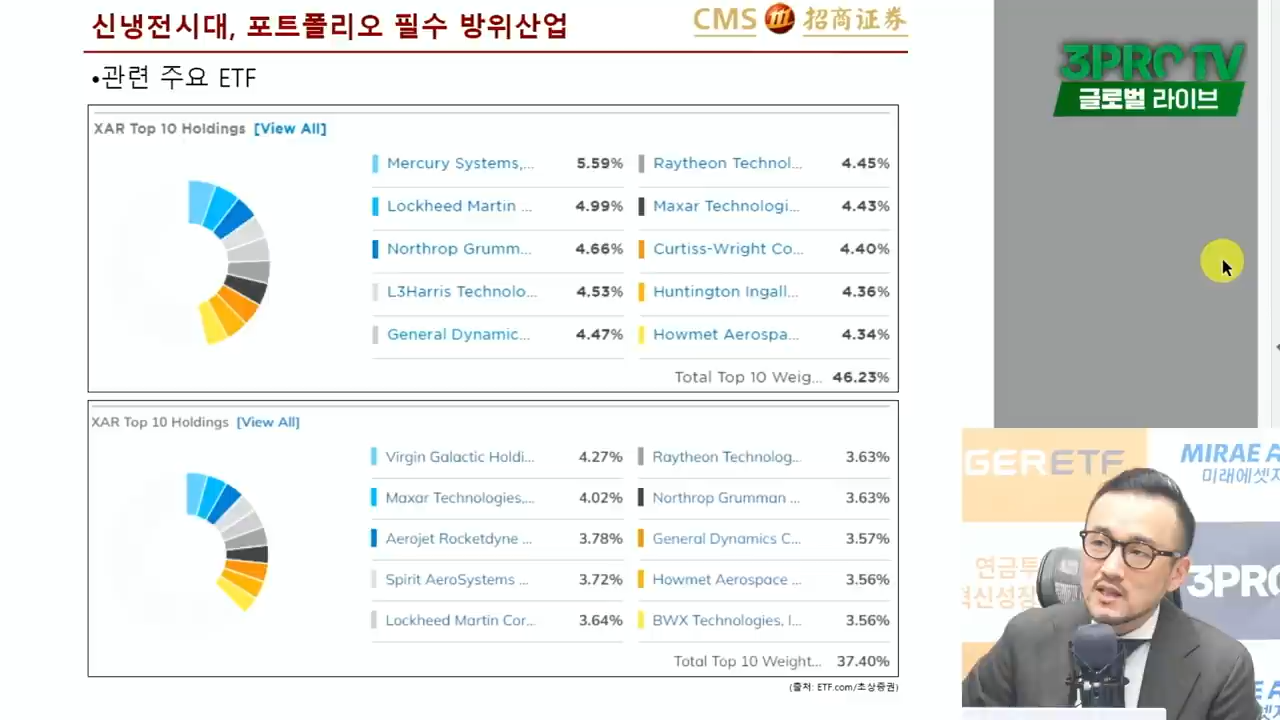 신냉전시대, 포트폴리오 필수 방위산업
CMS 招商证券
•관련 주요 ETF
3PRO TV
글로벌 라이브
XAR Top 10 Holdings [View All]
Mercury Systems,... 5.59%
Lockheed Martin ... 4.99%
Northrop Grumm... 4.66%
L3Harris Technolo... 4.53%
General Dynamic... 4.47%
Raytheon Technol... 4.45%
Maxar Technologi... 4.43%
Curtiss-Wright Co... 4.40%
Huntington Ingall... 4.36%
Howmet Aerospa... 4.34%
Total Top 10 Weig... 46.23%
XAR Top 10 Holdings [View All]
Virgin Galactic Holdi... 4.27%
Maxar Technologies,... 4.02%
Aerojet Rocketdyne ... 3.78%
Spirit AeroSystems ... 3.72%
Lockheed Martin Cor... 3.64%
Raytheon Technolog... 3.63%
Northrop Grumman ... 3.63%
General Dynamics C... 3.57%
Howmet Aerospace ... 3.56%
BWX Technologies, I... 3.56%
Total Top 10 Weight... 37.40%
(출처: ETF.com/초상증권)
GERETF
MIRAE A
미래에셋자
연금투
혁신성장
3PRO